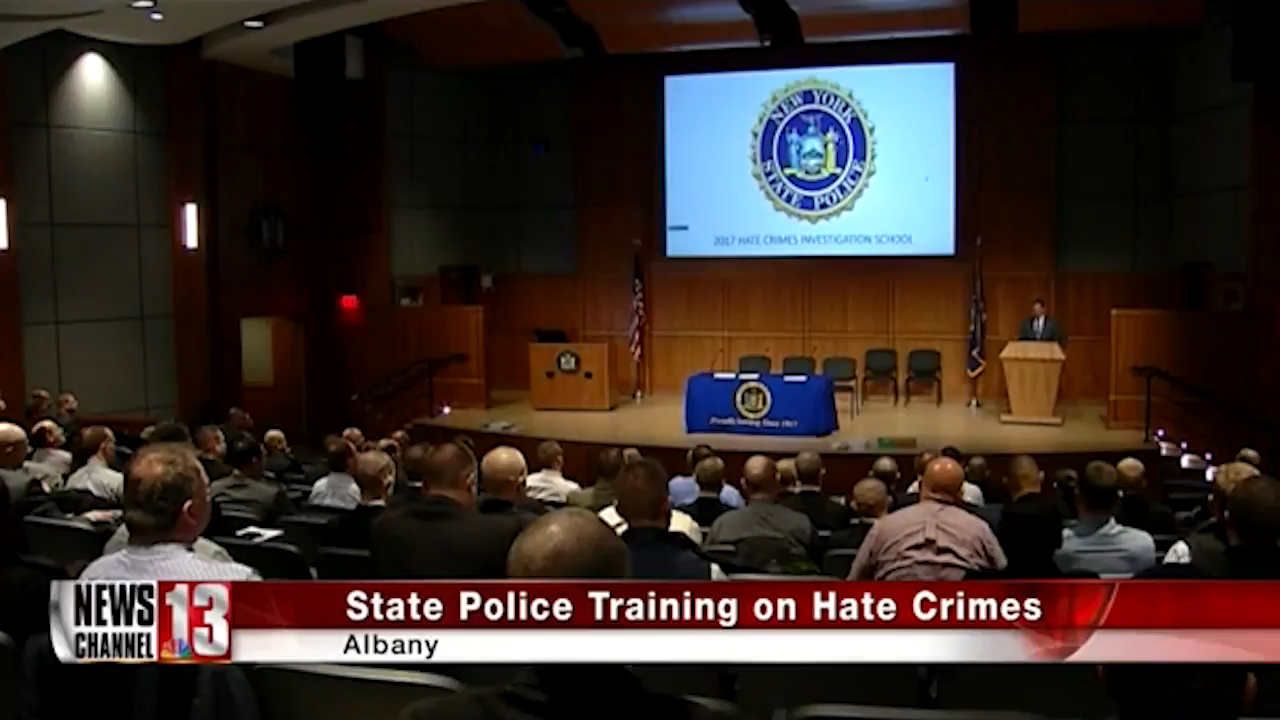 NEW YORK
STATE POLICE
2017 HATE CRIMES INVESTIGATION SCHOOL
NEWS
CHANNEL
13
State Police Training on Hate Crimes
Albany